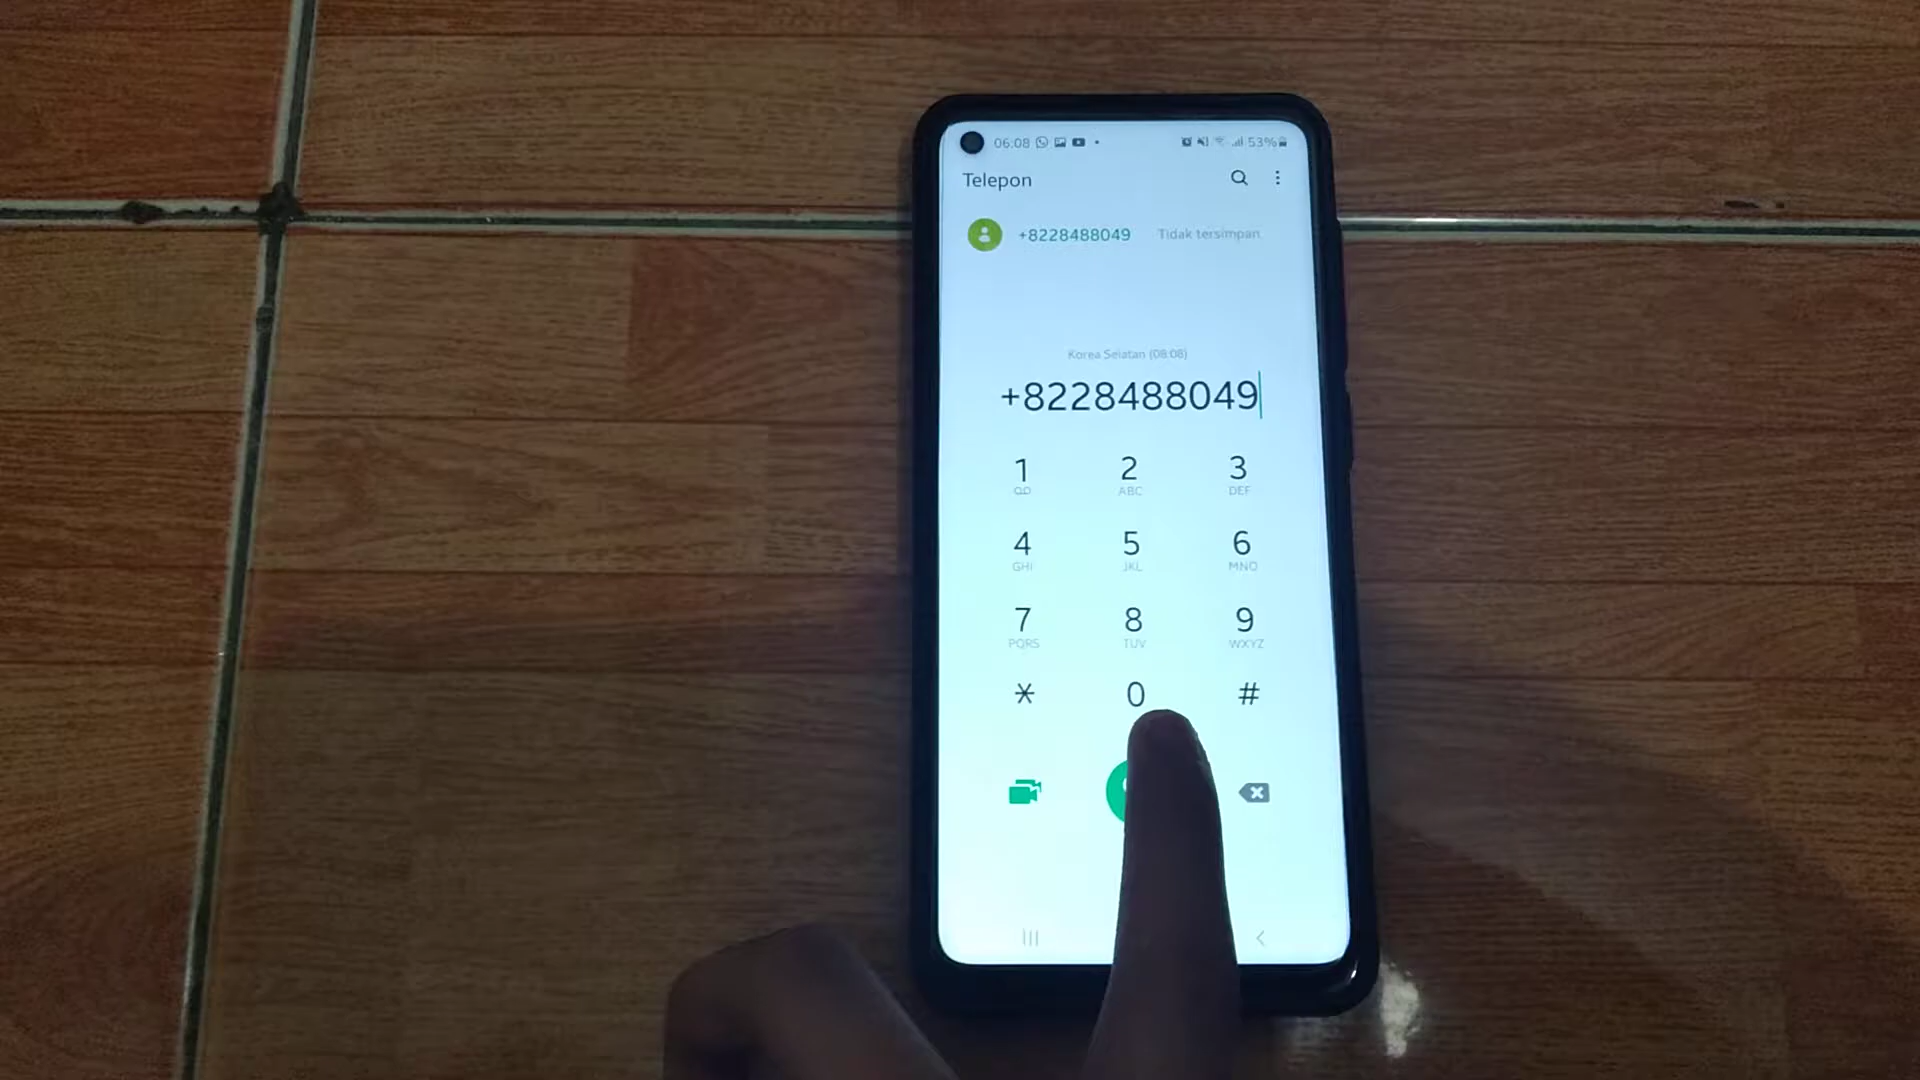 06:08 53%
Telepon
+8228488049 Tidak tersimpan
Korea Selatan (08:08)
+8228488049
1 2 3
ABC DEF
4 5 6
GHI JKL MNO
7 8 9
PQRS TUV WXYZ
* 0 #